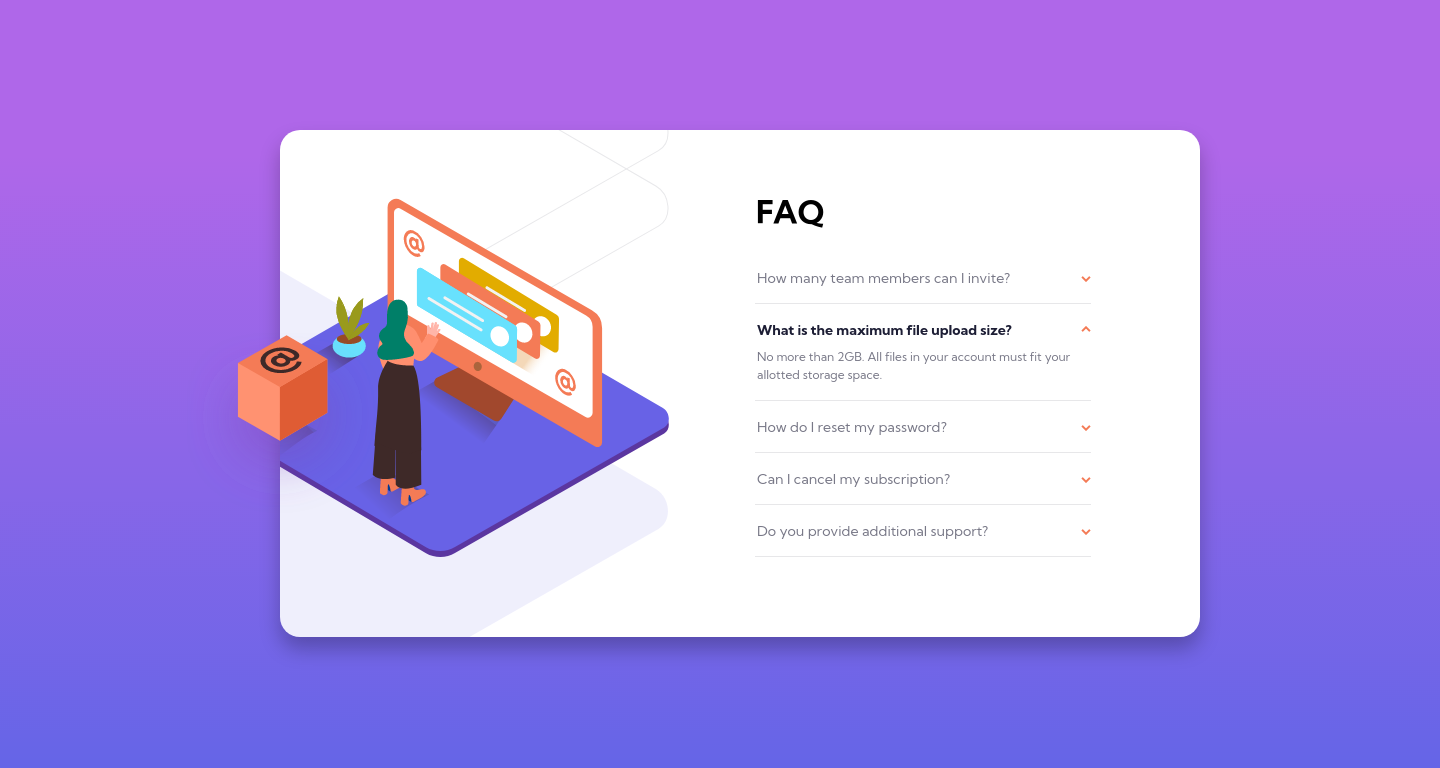 FAQ
How many team members can I invite?
What is the maximum file upload size?
No more than 2GB. All files in your account must fit your
allotted storage space.
How do I reset my password?
Can I cancel my subscription?
Do you provide additional support?
@
@
@